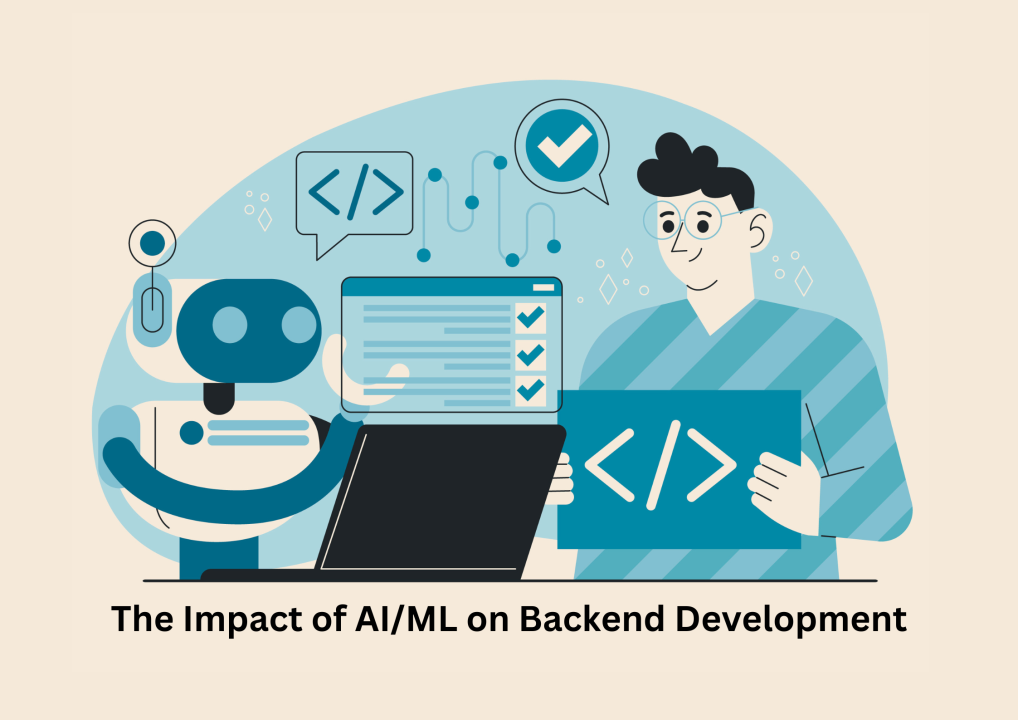 </>
</>
The Impact of AI/ML on Backend Development